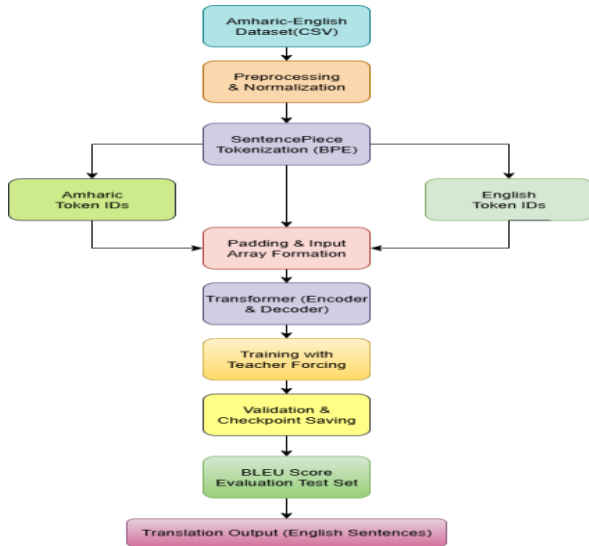 Amharic-English
Dataset(CSV)
Preprocessing
& Normalization
SentencePiece
Tokenization (BPE)
Amharic
Token IDs
English
Token IDs
Padding & Input
Array Formation
Transformer (Encoder
& Decoder)
Training with
Teacher Forcing
Validation &
Checkpoint Saving
BLEU Score
Evaluation Test Set
Translation Output (English Sentences)